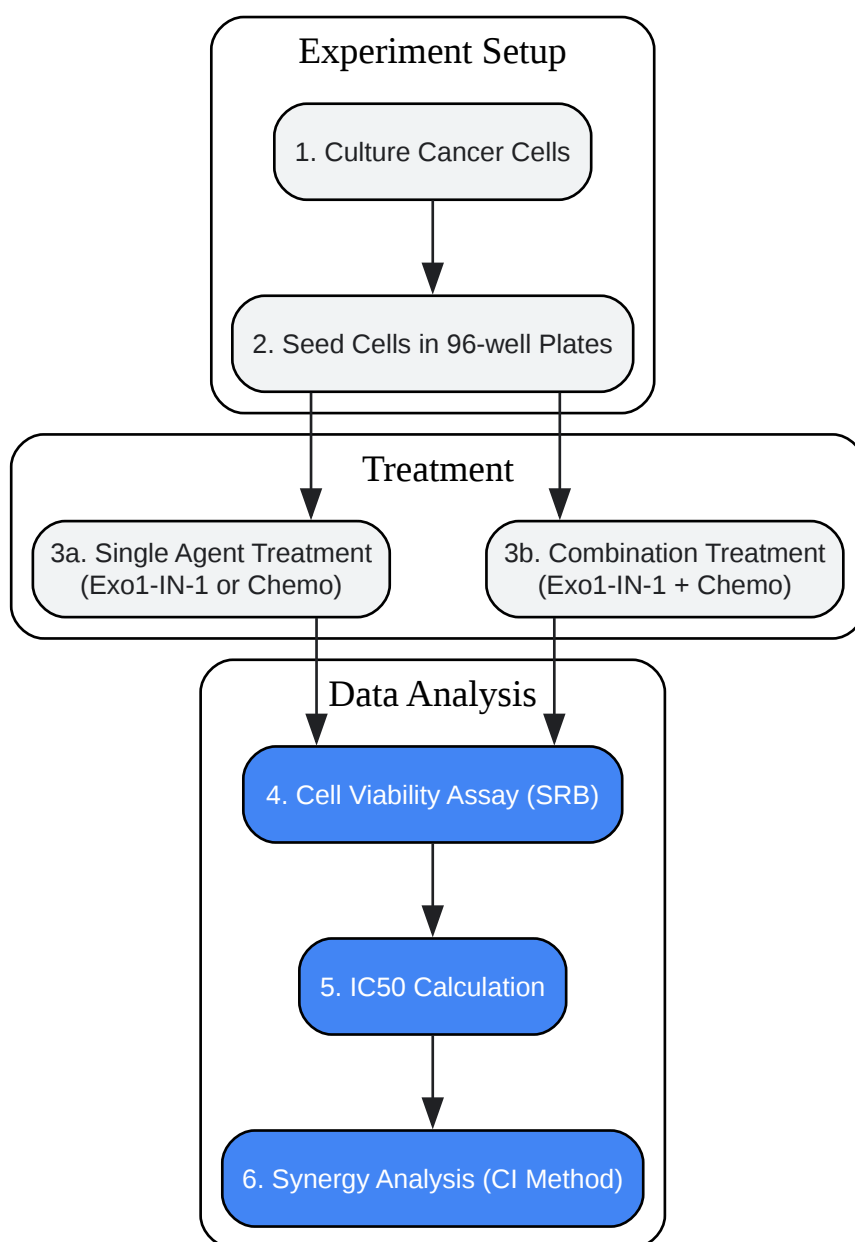 Experiment Setup
1. Culture Cancer Cells
2. Seed Cells in 96-well Plates
Treatment
3a. Single Agent Treatment
(Exo1-IN-1 or Chemo)
3b. Combination Treatment
(Exo1-IN-1 + Chemo)
Data Analysis
4. Cell Viability Assay (SRB)
5. IC50 Calculation
6. Synergy Analysis (CI Method)